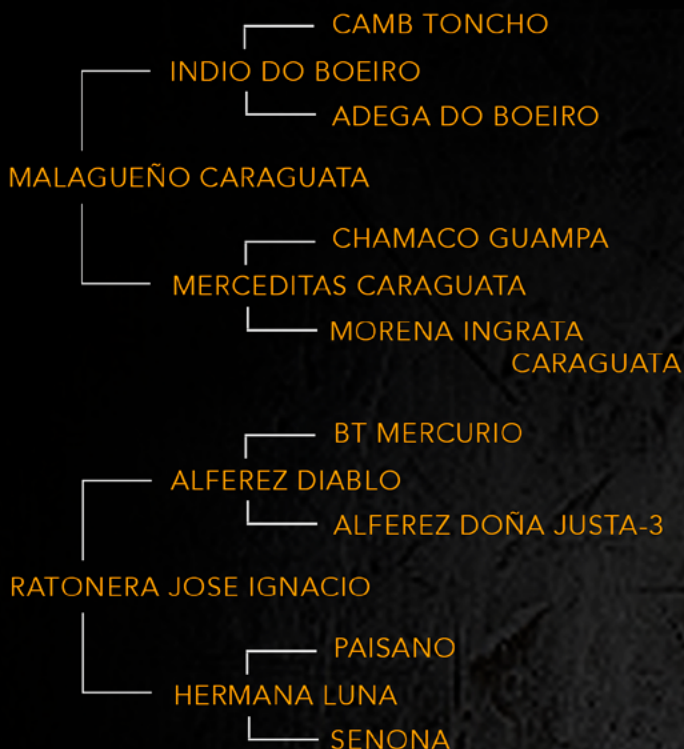 CAMB TONCHO
INDIO DO BOEIRO
ADEGA DO BOEIRO
MALAGUEÑO CARAGUATA
CHAMACO GUAMPA
MERCEDITAS CARAGUATA
MORENA INGRATA
CARAGUATA
BT MERCURIO
ALFEREZ DIABLO
ALFEREZ DOÑA JUSTA-3
RATONERA JOSE IGNACIO
PAISANO
HERMANA LUNA
SENONA